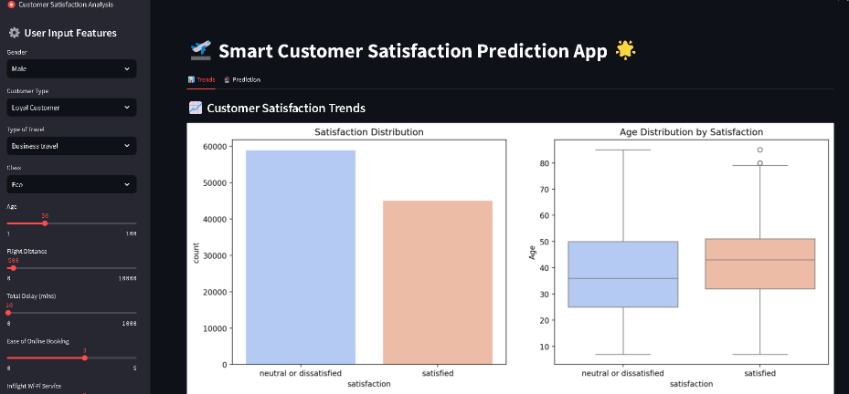 Customer Satisfaction Analysis
User Input Features
Gender
Male
Customer Type
Loyal Customer
Type of Travel
Business travel
Class
Eco
Age
30
1 100
Flight Distance
500
0 10000
Total Delay (mins)
10
0 1000
Ease of Online Booking
3
0 5
Inflight Wi-Fi Service
Smart Customer Satisfaction Prediction App
Trends Prediction
Customer Satisfaction Trends
Satisfaction Distribution
60000
50000
40000
30000
20000
10000
0
count
neutral or dissatisfied satisfied
satisfaction
Age Distribution by Satisfaction
80
70
60
50
40
30
20
10
Age
neutral or dissatisfied satisfied
satisfaction